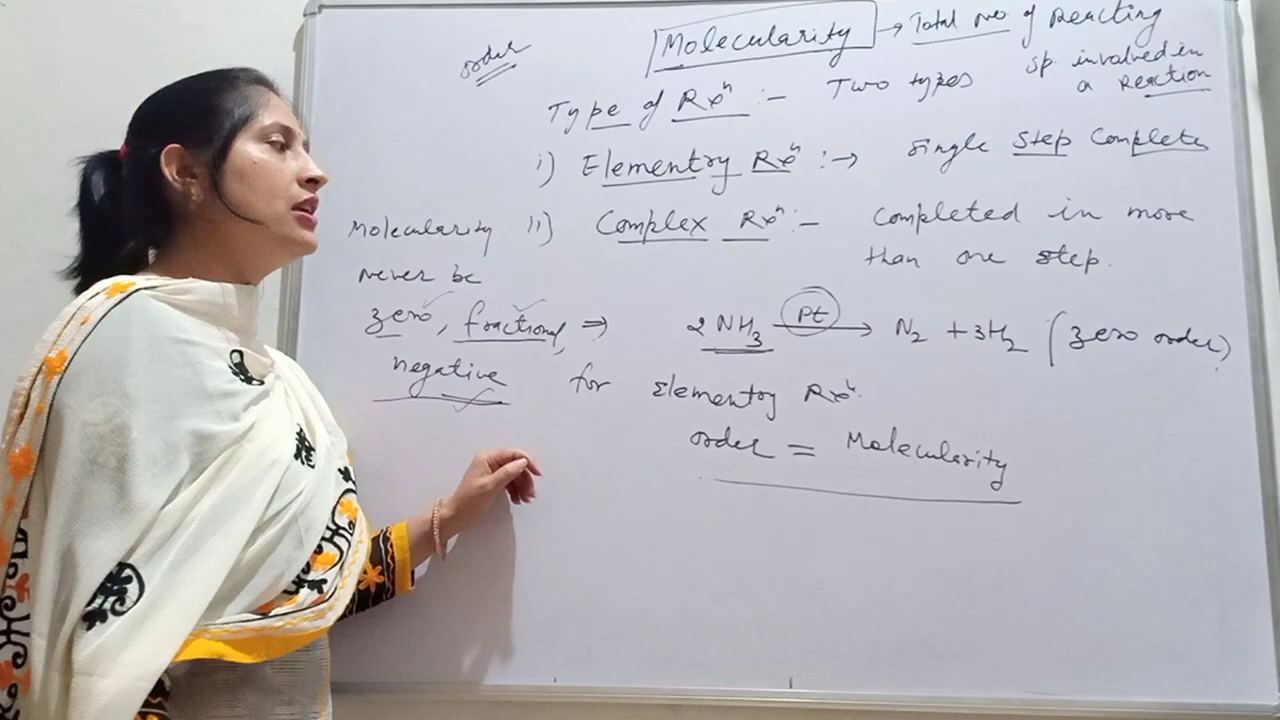 order
Molecularity → Total no of reacting
sp. involved in
a reaction
Type of Rxⁿ :- Two types
i) Elementry Rxⁿ :→ Single Step Completes
ii) Complex Rxⁿ :- Completed in more
than one step.
Molecularity
never be
zero, fractional,
negative
⇒ 2NH₃ Pt → N₂ + 3H₂ (zero order)
for elementry Rxⁿ.
order = Molecularity